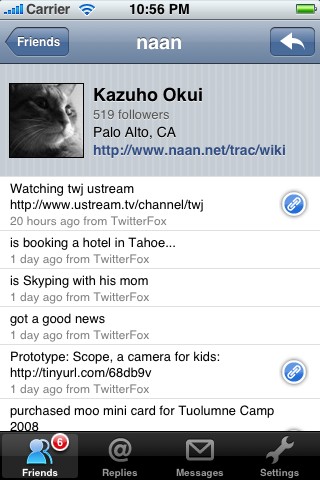 Carrier 10:56 PM
Friends naan
Kazuho Okui
519 followers
Palo Alto, CA
http://www.naan.net/trac/wiki
Watching twj ustream
http://www.ustream.tv/channel/twj
20 hours ago from TwitterFox
is booking a hotel in Tahoe...
1 day ago from TwitterFox
is Skyping with his mom
1 day ago from TwitterFox
got a good news
1 day ago from TwitterFox
Prototype: Scope, a camera for kids:
http://tinyurl.com/68db9v
1 day ago from TwitterFox
purchased moo mini card for Tuolumne Camp
2008
6
Friends Replies Messages Settings